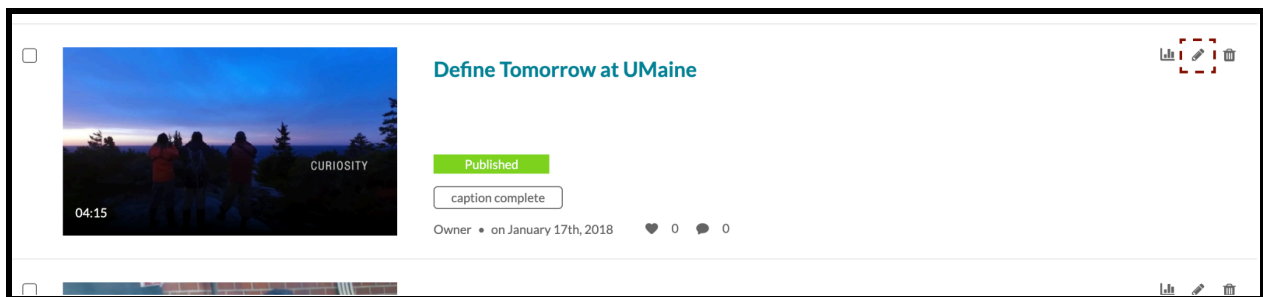 Define Tomorrow at UMaine
CURIOSITY
04:15
Published
caption complete
Owner • on January 17th, 2018 0 0